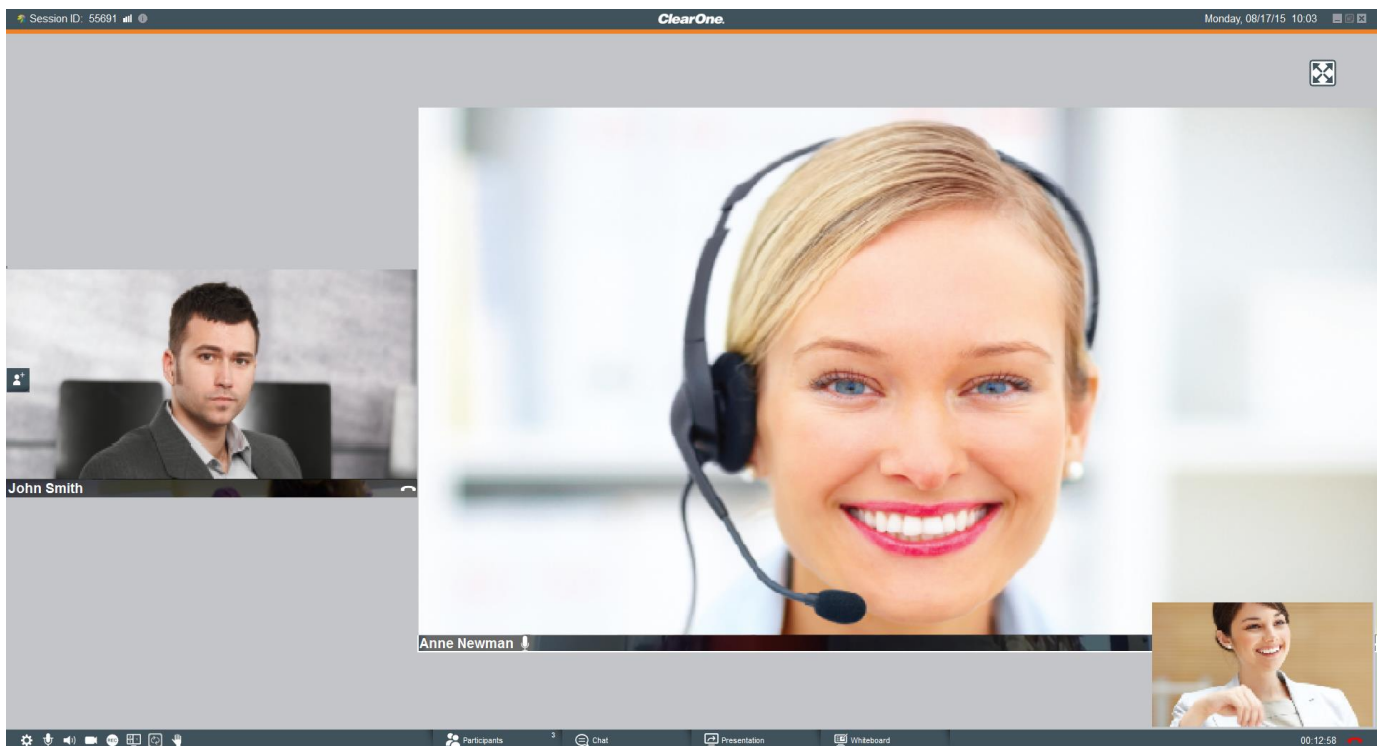 Session ID: 55691
ClearOne.
Monday, 08/17/15 10:03
John Smith
Anne Newman
REC
Participants 3
Chat
Presentation
Whiteboard
00:12:58